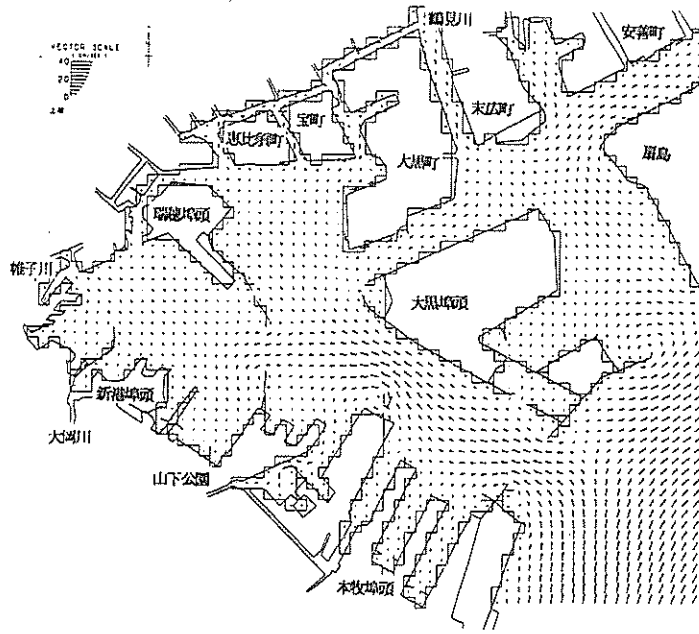 鶴見川
安善町
VECTOR SCALE
40
20
0
末広町
宝町
恵比須町
扇島
大黒町
瑞穂埠頭
帷子川
大黒埠頭
新港埠頭
大岡川
山下公園
本牧埠頭